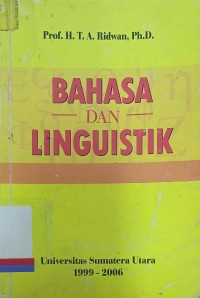 Prof. H. T. A. Ridwan, Ph.D.
BAHASA
DAN
LINGUISTIK
Universitas Sumatera Utara
1999 - 2006